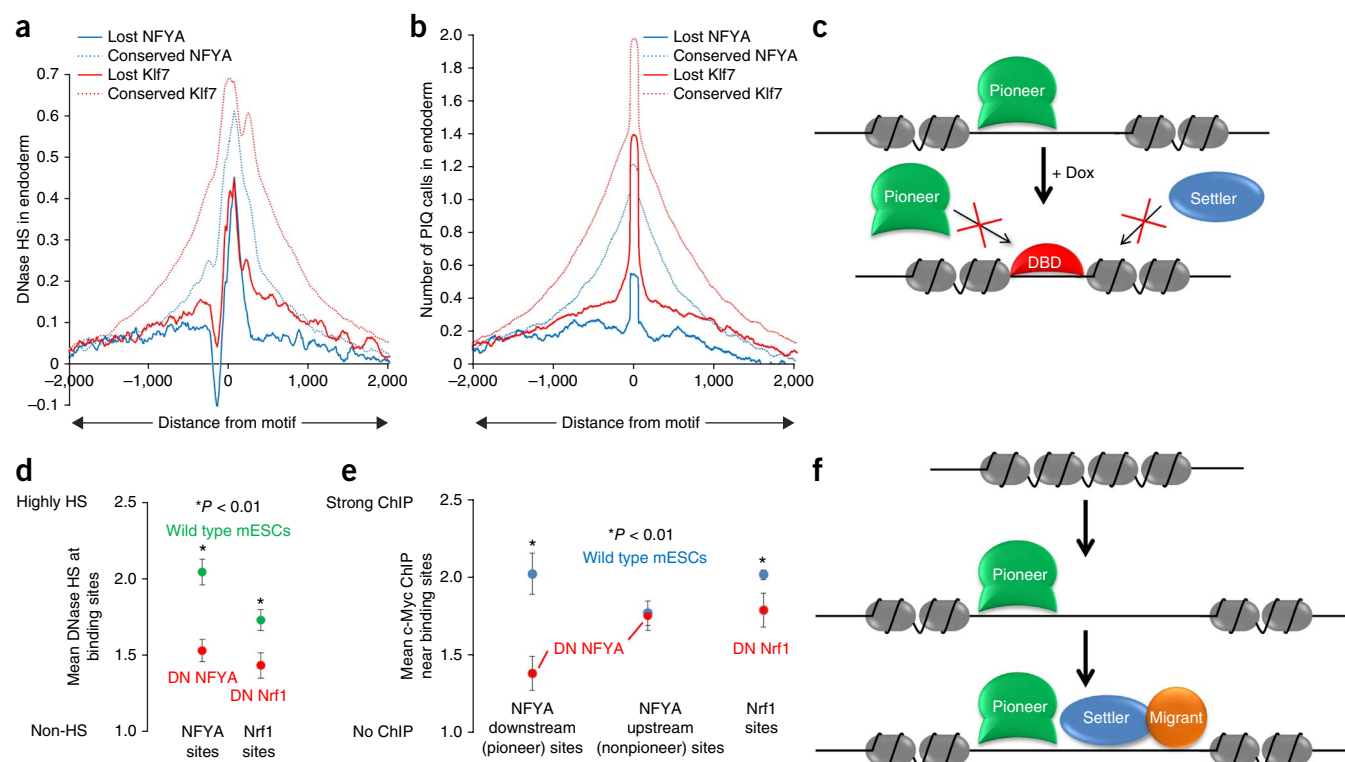 a
Lost NFYA
Conserved NFYA
Lost Klf7
Conserved Klf7
DNase HS in endoderm
0.7
0.6
0.5
0.4
0.3
0.2
0.1
0
–0.1
–2,000
–1,000
0
1,000
2,000
Distance from motif
b
Lost NFYA
Conserved NFYA
Lost Klf7
Conserved Klf7
Number of PIQ calls in endoderm
2.0
1.8
1.6
1.4
1.2
1.0
0.8
0.6
0.4
0.2
0
–2,000
–1,000
0
1,000
2,000
Distance from motif
c
Pioneer
+ Dox
Pioneer
Settler
DBD
d
Highly HS
Non-HS
Mean DNase HS at
binding sites
2.5
2.0
1.5
1.0
*P < 0.01
Wild type mESCs
*
*
DN NFYA
DN Nrf1
NFYA
sites
Nrf1
sites
e
Strong ChIP
No ChIP
Mean c-Myc ChIP
near binding sites
2.5
2.0
1.5
1.0
*P < 0.01
Wild type mESCs
*
*
DN NFYA
DN Nrf1
NFYA
downstream
(pioneer) sites
NFYA
upstream
(nonpioneer) sites
Nrf1
sites
f
Pioneer
Pioneer
Settler
Migrant